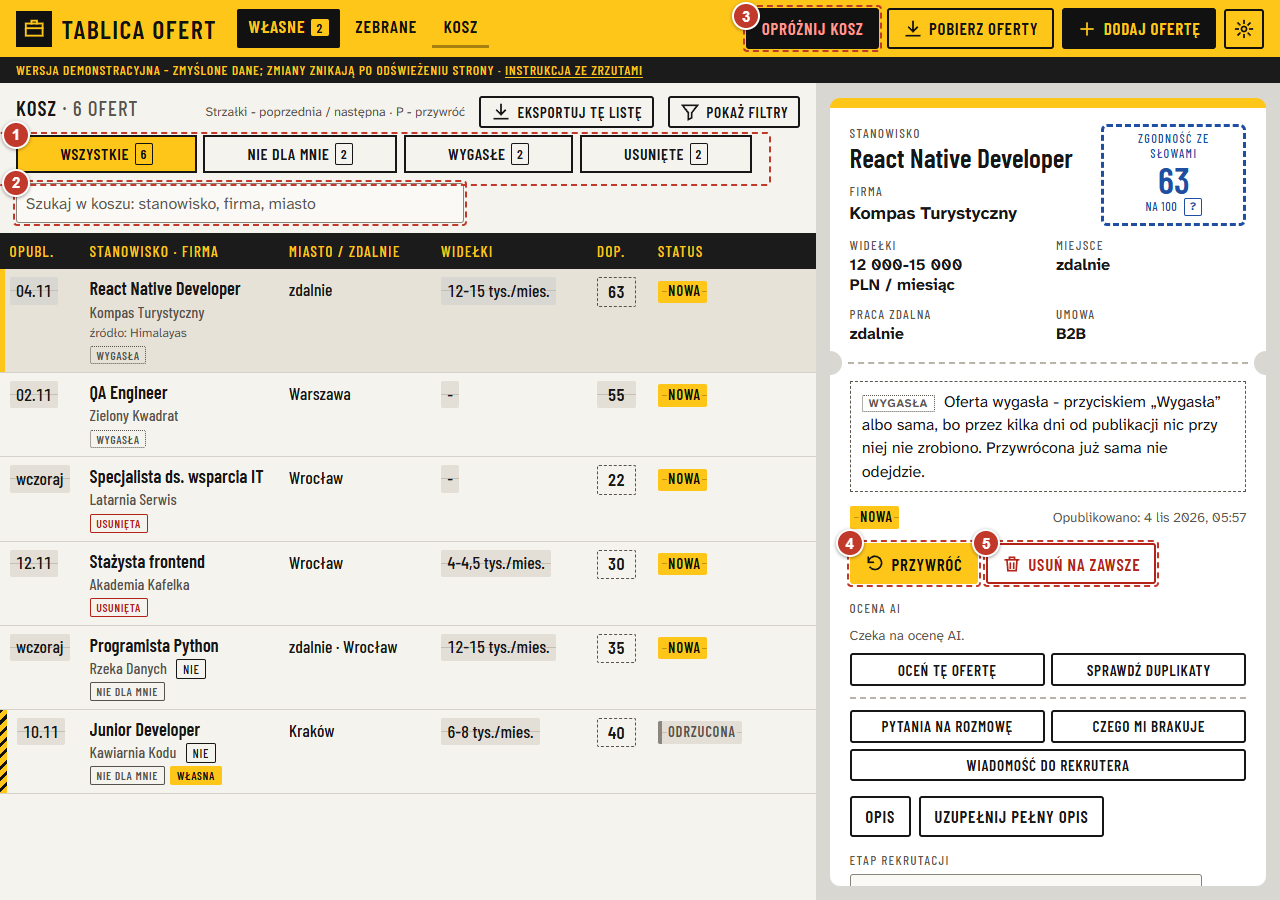 TABLICA OFERT
WŁASNE 2
ZEBRANE
KOSZ
3
OPRÓŻNIJ KOSZ
POBIERZ OFERTY
DODAJ OFERTĘ
WERSJA DEMONSTRACYJNA - ZMYŚLONE DANE; ZMIANY ZNIKAJĄ PO ODŚWIEŻENIU STRONY · INSTRUKCJA ZE ZRZUTAMI
KOSZ · 6 OFERT
Strzałki - poprzednia / następna · P - przywróć
EKSPORTUJ TĘ LISTĘ
POKAŻ FILTRY
1
WSZYSTKIE 6
NIE DLA MNIE 2
WYGASŁE 2
USUNIĘTE 2
2
Szukaj w koszu: stanowisko, firma, miasto
OPUBL. STANOWISKO · FIRMA MIASTO / ZDALNIE WIDEŁKI DOP. STATUS
04.11 React Native Developer zdalnie 12-15 tys./mies. 63 NOWA
Kompas Turystyczny
źródło: Himalayas
WYGASŁA
02.11 QA Engineer Warszawa - 55 NOWA
Zielony Kwadrat
WYGASŁA
wczoraj Specjalista ds. wsparcia IT Wrocław - 22 NOWA
Latarnia Serwis
USUNIĘTA
12.11 Stażysta frontend Wrocław 4-4,5 tys./mies. 30 NOWA
Akademia Kafelka
USUNIĘTA
wczoraj Programista Python zdalnie · Wrocław 12-15 tys./mies. 35 NOWA
Rzeka Danych NIE
NIE DLA MNIE
10.11 Junior Developer Kraków 6-8 tys./mies. 40 ODRZUCONA
Kawiarnia Kodu NIE
NIE DLA MNIE WŁASNA
STANOWISKO
React Native Developer
FIRMA
Kompas Turystyczny
ZGODNOŚĆ ZE
SŁOWAMI
63
NA 100 ?
WIDEŁKI
12 000-15 000
PLN / miesiąc
MIEJSCE
zdalnie
PRACA ZDALNA
zdalnie
UMOWA
B2B
WYGASŁA Oferta wygasła - przyciskiem „Wygasła”
albo sama, bo przez kilka dni od publikacji nic przy
niej nie zrobiono. Przywrócona już sama nie
odejdzie.
NOWA
Opublikowano: 4 lis 2026, 05:57
4
PRZYWRÓĆ
5
USUŃ NA ZAWSZE
OCENA AI
Czeka na ocenę AI.
OCEŃ TĘ OFERTĘ
SPRAWDŹ DUPLIKATY
PYTANIA NA ROZMOWĘ
CZEGO MI BRAKUJE
WIADOMOŚĆ DO REKRUTERA
OPIS
UZUPEŁNIJ PEŁNY OPIS
ETAP REKRUTACJI